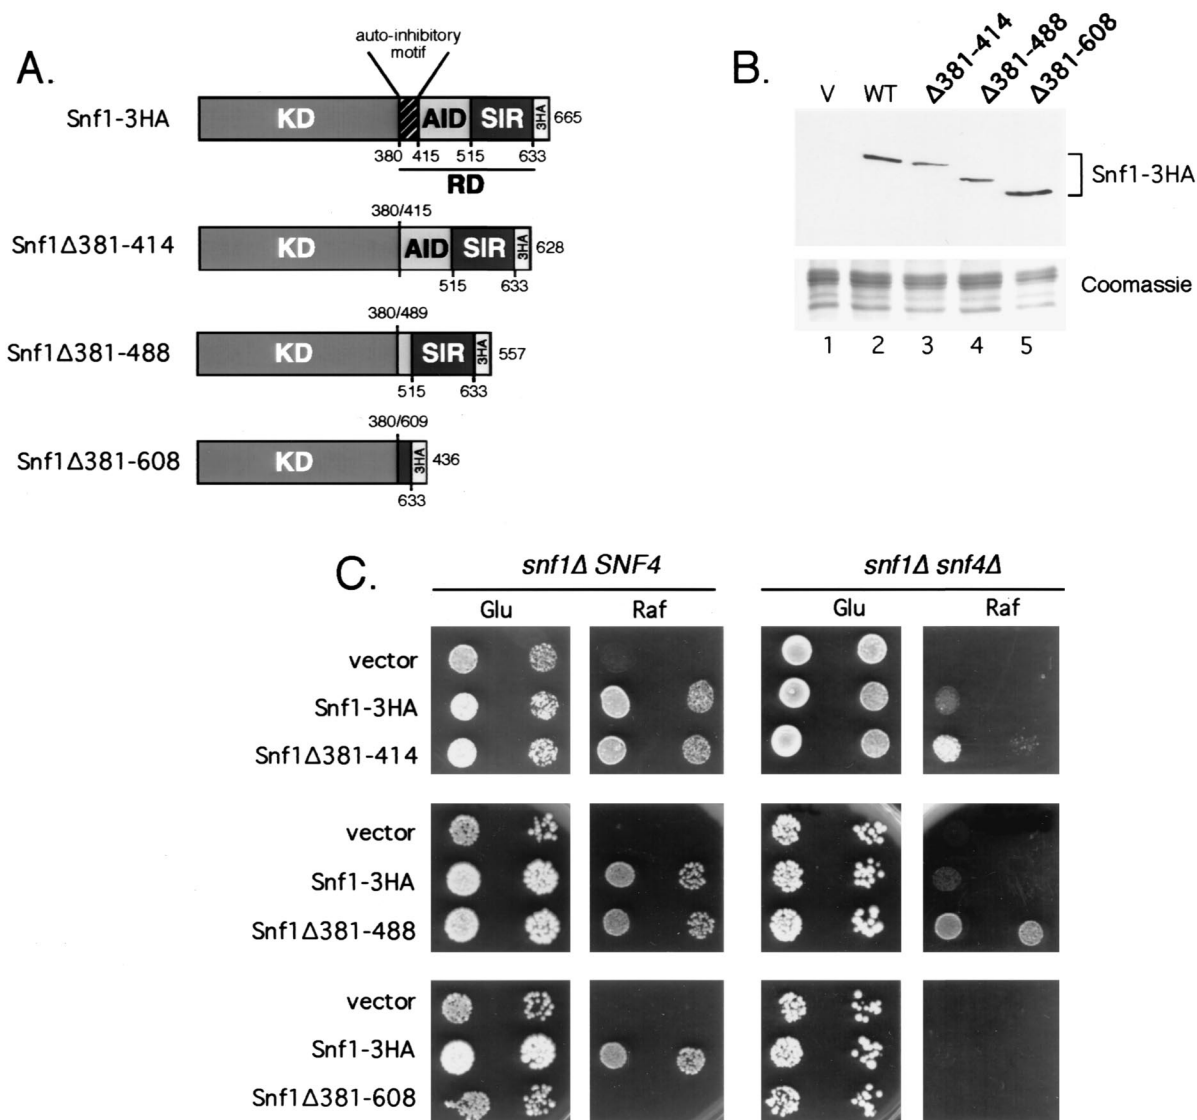 A.
auto-inhibitory
motif
Snf1-3HA
KD
AID
SIR
3HA
665
380
415
515
633
RD
380/415
Snf1Δ381-414
KD
AID
SIR
3HA
628
515
633
380/489
Snf1Δ381-488
KD
SIR
3HA
557
515
633
380/609
Snf1Δ381-608
KD
3HA
436
633
B.
V
WT
Δ381-414
Δ381-488
Δ381-608
Snf1-3HA
Coomassie
1 2 3 4 5
C.
snf1Δ SNF4
snf1Δ snf4Δ
Glu
Raf
Glu
Raf
vector
Snf1-3HA
Snf1Δ381-414
vector
Snf1-3HA
Snf1Δ381-488
vector
Snf1-3HA
Snf1Δ381-608